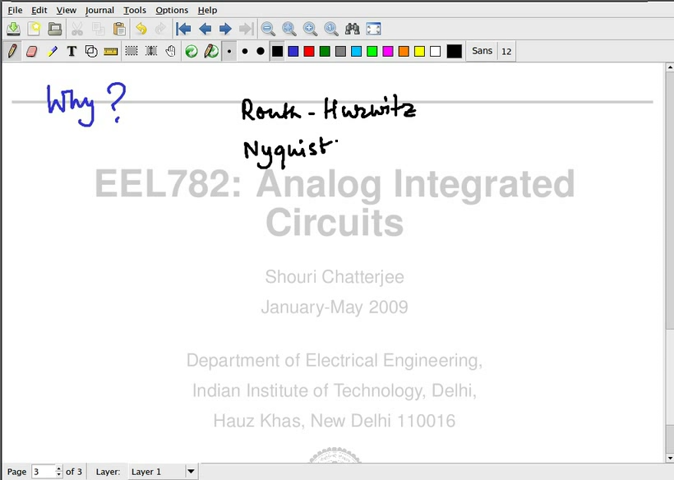 File Edit View Journal Tools Options Help
Sans 12
Why?
Routh - Hurwitz
Nyquist
EEL782: Analog Integrated
Circuits
Shouri Chatterjee
January-May 2009
Department of Electrical Engineering,
Indian Institute of Technology, Delhi,
Hauz Khas, New Delhi 110016
Page 3 of 3 Layer: Layer 1